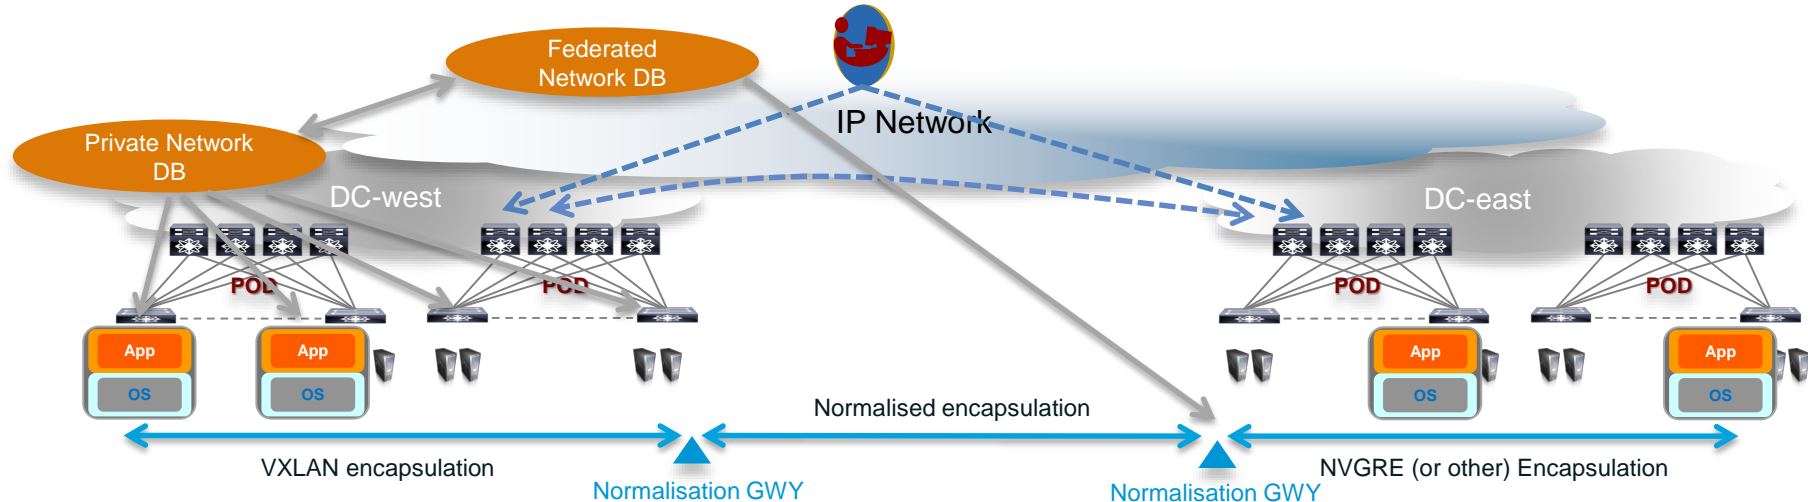 Federated
Network DB
IP Network
Private Network
DB
DC-west
DC-east
POD
POD
POD
POD
App
OS
App
OS
App
OS
App
OS
Normalised encapsulation
VXLAN encapsulation
NVGRE (or other) Encapsulation
Normalisation GWY
Normalisation GWY